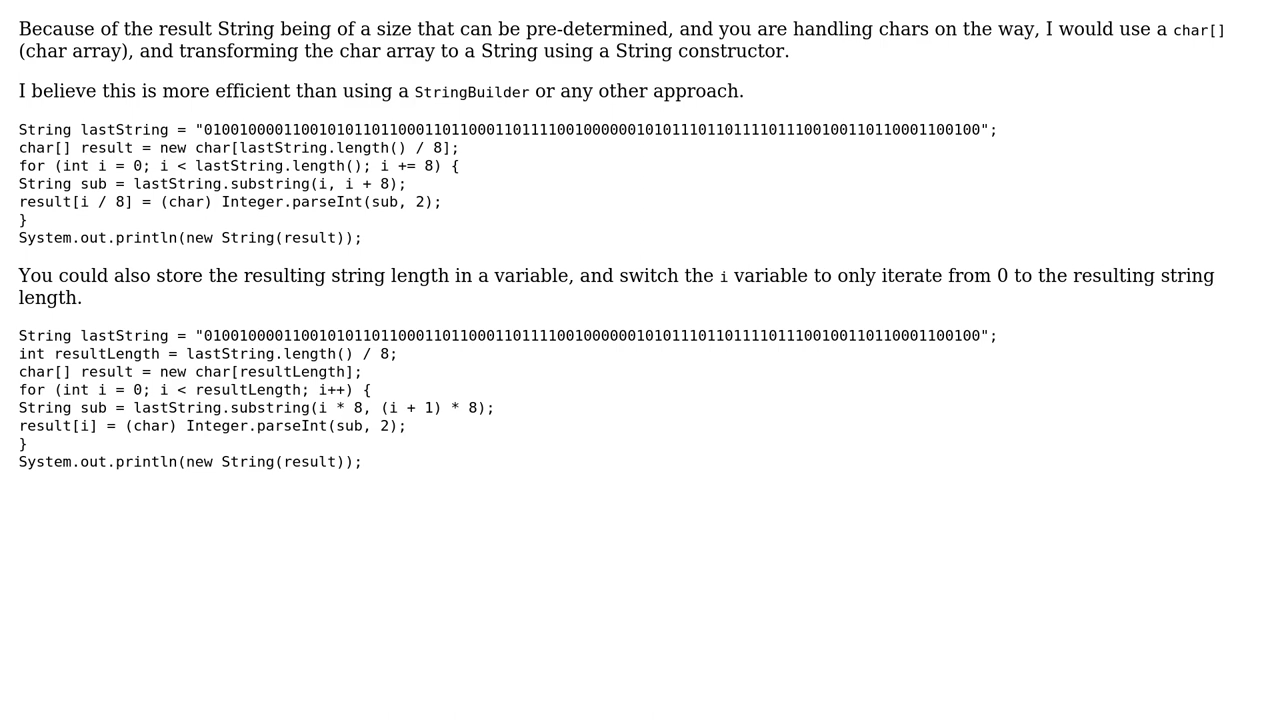 Because of the result String being of a size that can be pre-determined, and you are handling chars on the way, I would use a char[]
(char array), and transforming the char array to a String using a String constructor.
I believe this is more efficient than using a StringBuilder or any other approach.
String lastString = "0100100001100101011011000110110001101111001000000101011101101111011100100110110001100100";
char[] result = new char[lastString.length() / 8];
for (int i = 0; i < lastString.length(); i += 8) {
String sub = lastString.substring(i, i + 8);
result[i / 8] = (char) Integer.parseInt(sub, 2);
}
System.out.println(new String(result));
You could also store the resulting string length in a variable, and switch the i variable to only iterate from 0 to the resulting string
length.
String lastString = "0100100001100101011011000110110001101111001000000101011101101111011100100110110001100100";
int resultLength = lastString.length() / 8;
char[] result = new char[resultLength];
for (int i = 0; i < resultLength; i++) {
String sub = lastString.substring(i * 8, (i + 1) * 8);
result[i] = (char) Integer.parseInt(sub, 2);
}
System.out.println(new String(result));